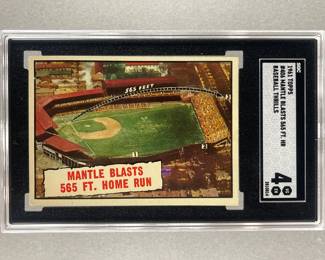 565 FEET
MANTLE BLASTS
565 FT. HOME RUN
SGC
1961 TOPPS
#406 MANTLE BLASTS 565 FT. HR
BASEBALL THRILLS
4